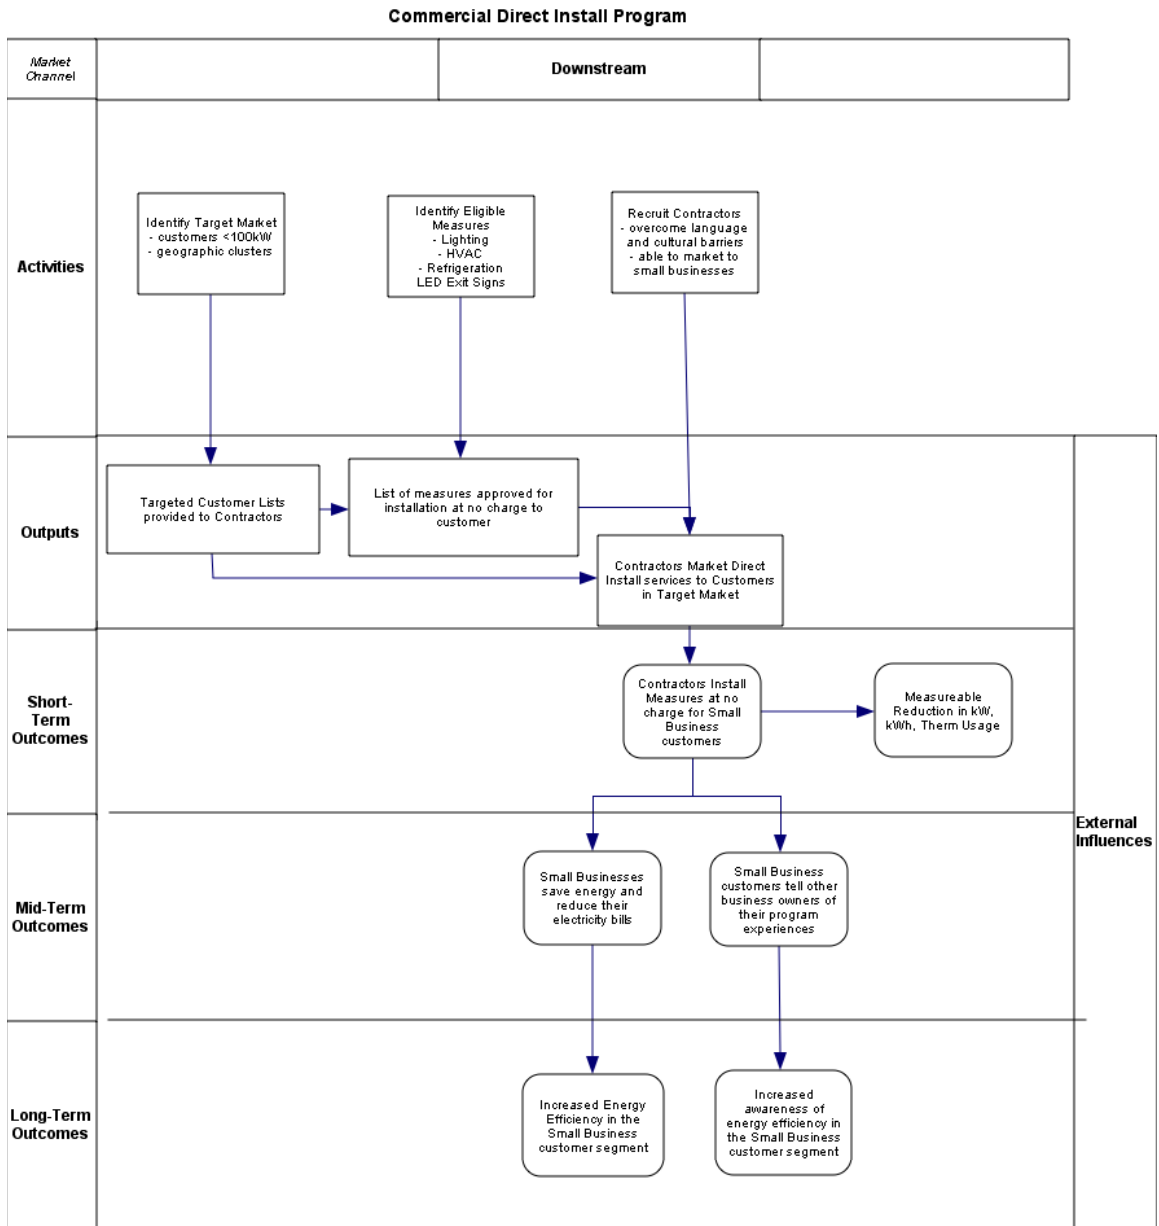 Commercial Direct Install Program
Market
Channel
Downstream
Activities
Identify Target Market
- customers <100kW
- geographic clusters
Identify Eligible
Measures
- Lighting
- HVAC
- Refrigeration
LED Exit Signs
Recruit Contractors
- overcome language
and cultural barriers
- able to market to
small businesses
Outputs
Targeted Customer Lists
provided to Contractors
List of measures approved for
installation at no charge to
customer
Contractors Market Direct
Install services to Customers
in Target Market
Short-
Term
Outcomes
Contractors Install
Measures at no
charge for Small
Business
customers
Measureable
Reduction in kW,
kWh, Therm Usage
External
Influences
Mid-Term
Outcomes
Small Businesses
save energy and
reduce their
electricity bills
Small Business
customers tell other
business owners of
their program
experiences
Long-Term
Outcomes
Increased Energy
Efficiency in the
Small Business
customer segment
Increased
awareness of
energy efficiency in
the Small Business
customer segment